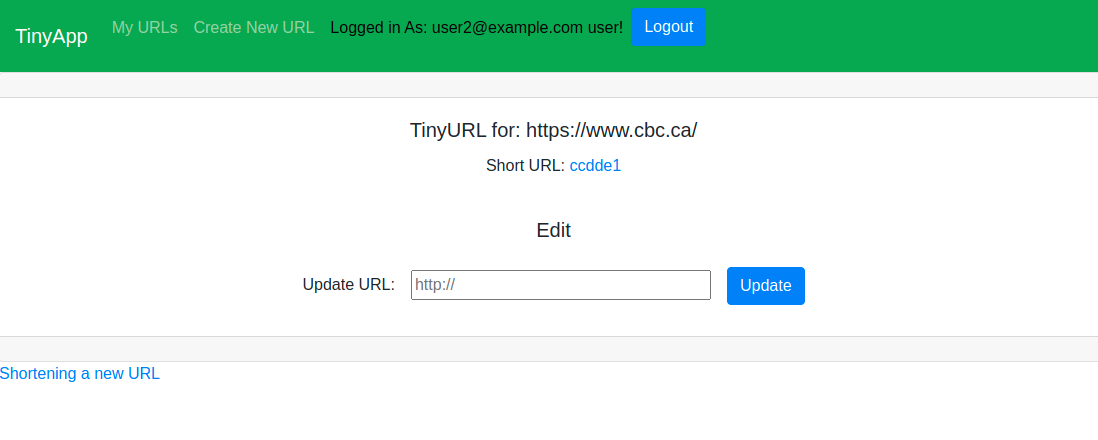 TinyApp My URLs Create New URL Logged in As: user2@example.com user! Logout
TinyURL for: https://www.cbc.ca/
Short URL: ccdde1
Edit
Update URL: http:// Update
Shortening a new URL